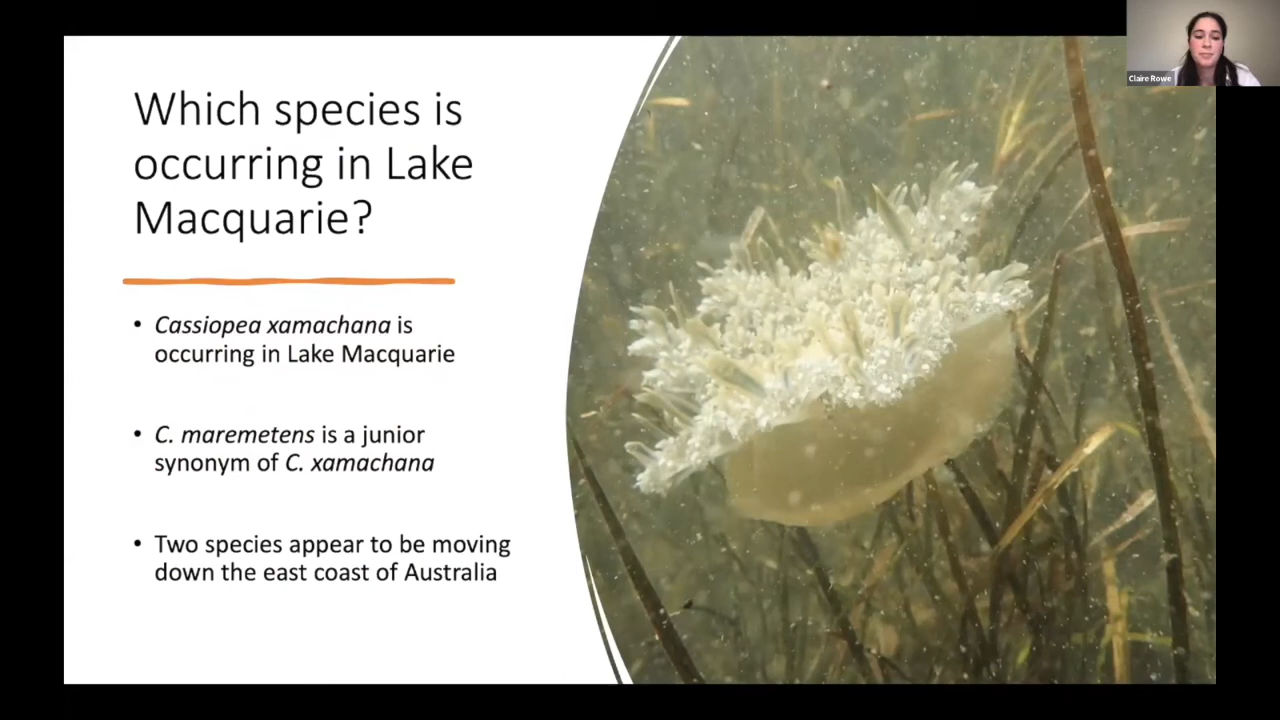 Claire Rowe
Which species is
occurring in Lake
Macquarie?
• Cassiopea xamachana is
occurring in Lake Macquarie
• C. maremetens is a junior
synonym of C. xamachana
• Two species appear to be moving
down the east coast of Australia